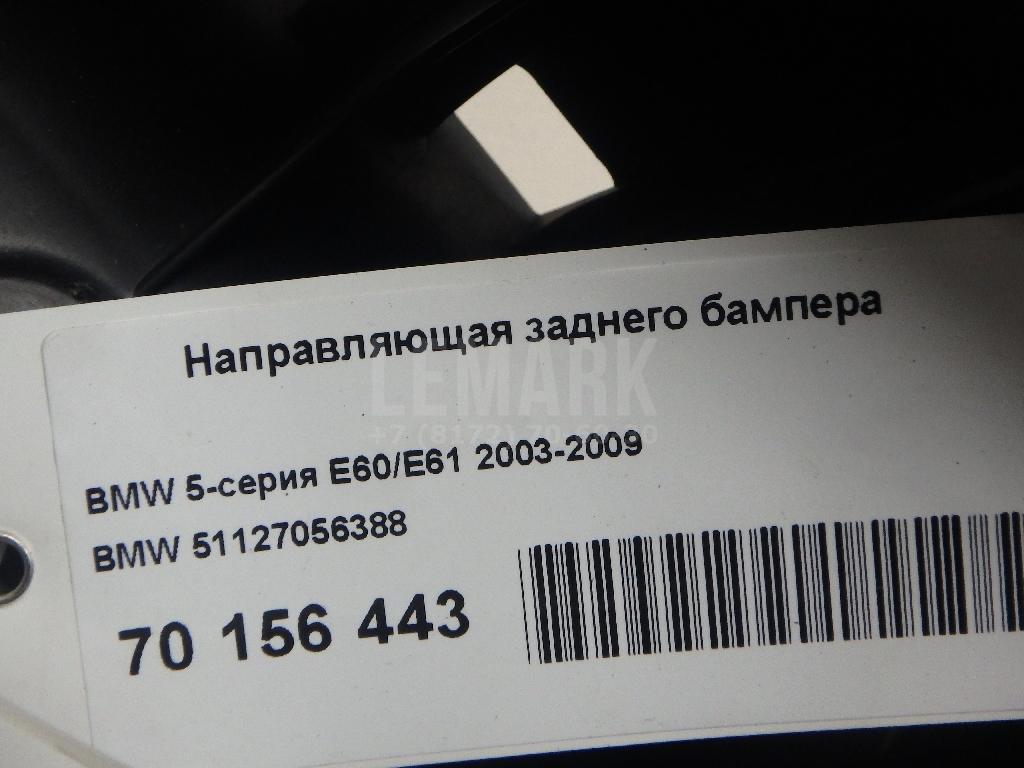 Направляющая заднего бампера
LEMARK
BMW 5-серия E60/E61 2003-2009
BMW 51127056388
70 156 443